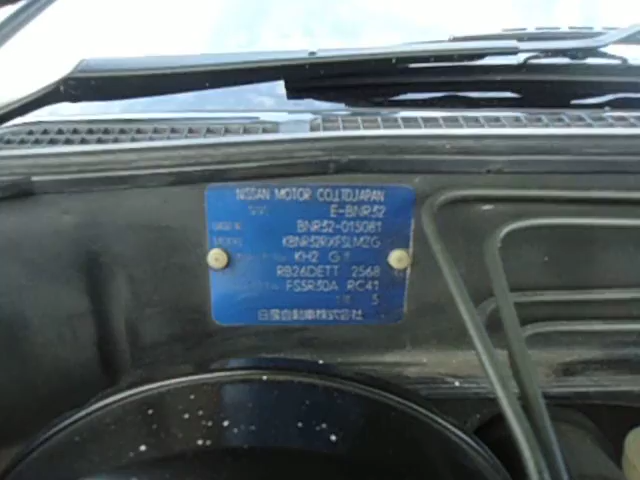 NISSAN MOTOR CO.,LTD.JAPAN
E-BNR32
BNR32-015081
KBNR32RXFSLMZG
KH2 G
RB26DETT 2568
FS5R30A RC41
5
日産自動車株式会社